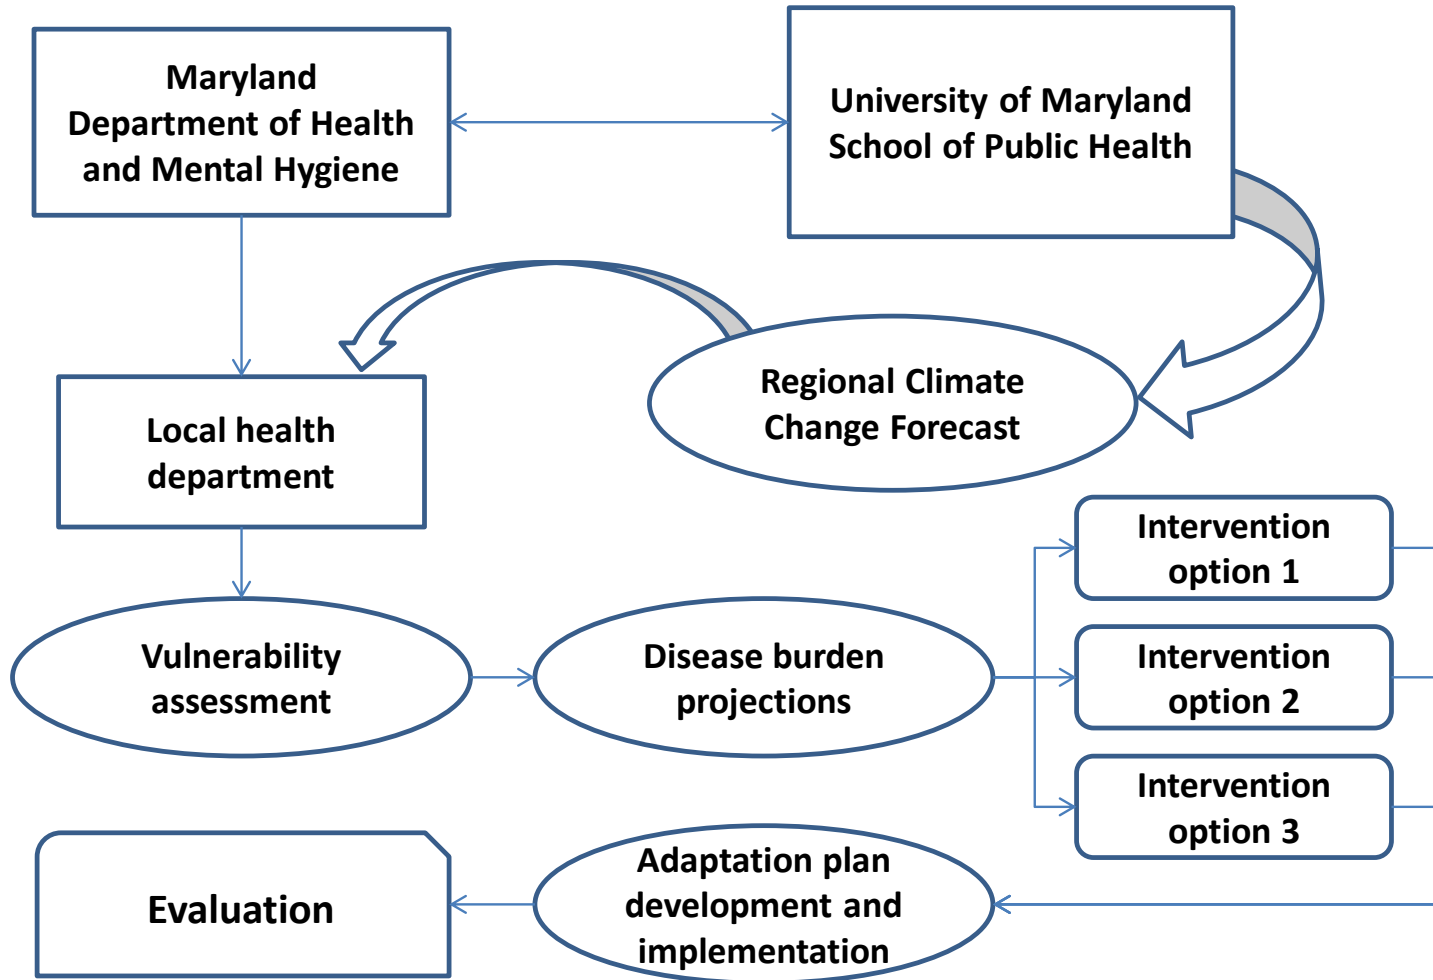 Maryland
Department of Health
and Mental Hygiene
University of Maryland
School of Public Health
Regional Climate
Change Forecast
Local health
department
Vulnerability
assessment
Disease burden
projections
Intervention
option 1
Intervention
option 2
Intervention
option 3
Adaptation plan
development and
implementation
Evaluation